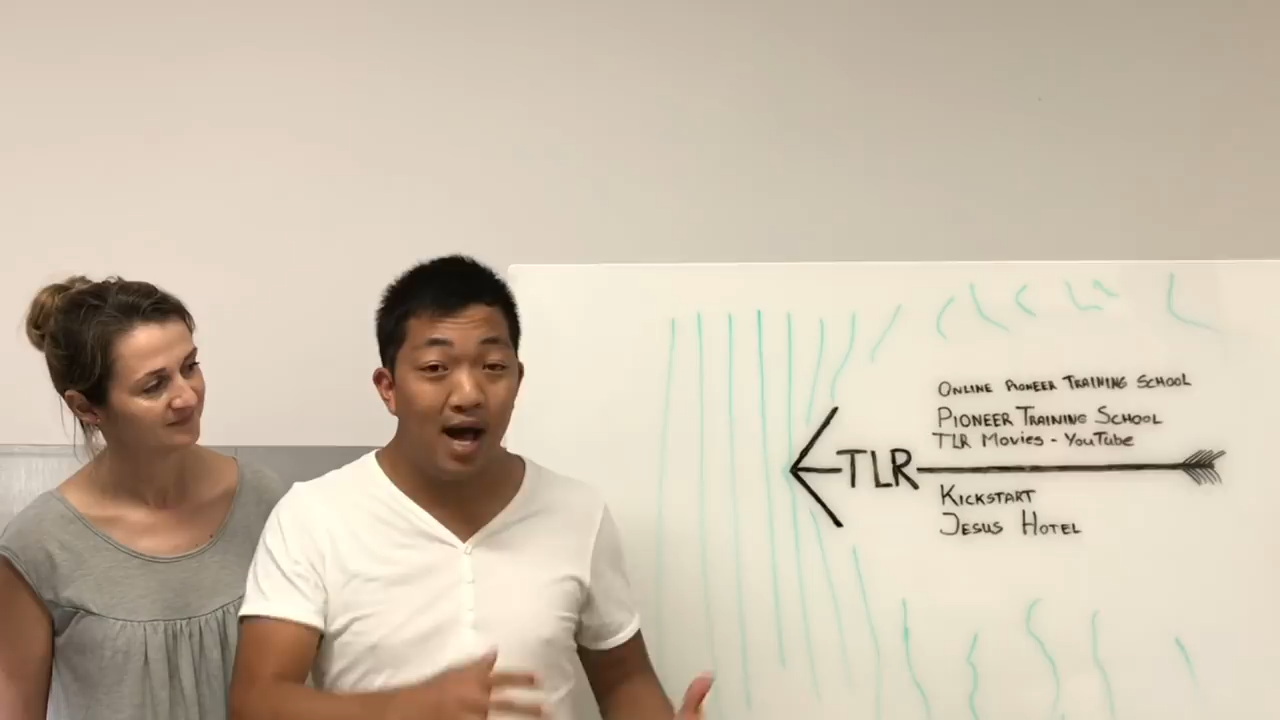 ONLINE PIONEER TRAINING SCHOOL
PIONEER TRAINING SCHOOL
TLR MOVIES - YOUTUBE
TLR
KICKSTART
JESUS HOTEL